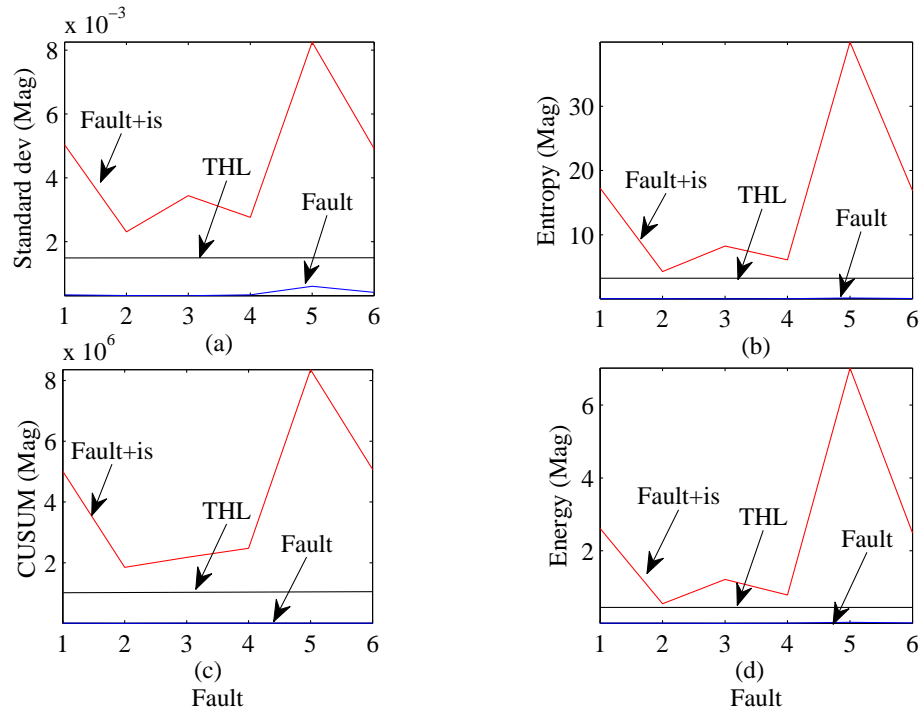 x 10^-3
8
6
4
2
Standard dev (Mag)
Fault+is
THL
Fault
1 2 3 4 5 6
(a)
30
20
10
Entropy (Mag)
Fault+is
THL
Fault
1 2 3 4 5 6
(b)
x 10^6
8
6
4
2
CUSUM (Mag)
Fault+is
THL
Fault
1 2 3 4 5 6
(c)
Fault
6
4
2
Energy (Mag)
Fault+is
THL
Fault
1 2 3 4 5 6
(d)
Fault